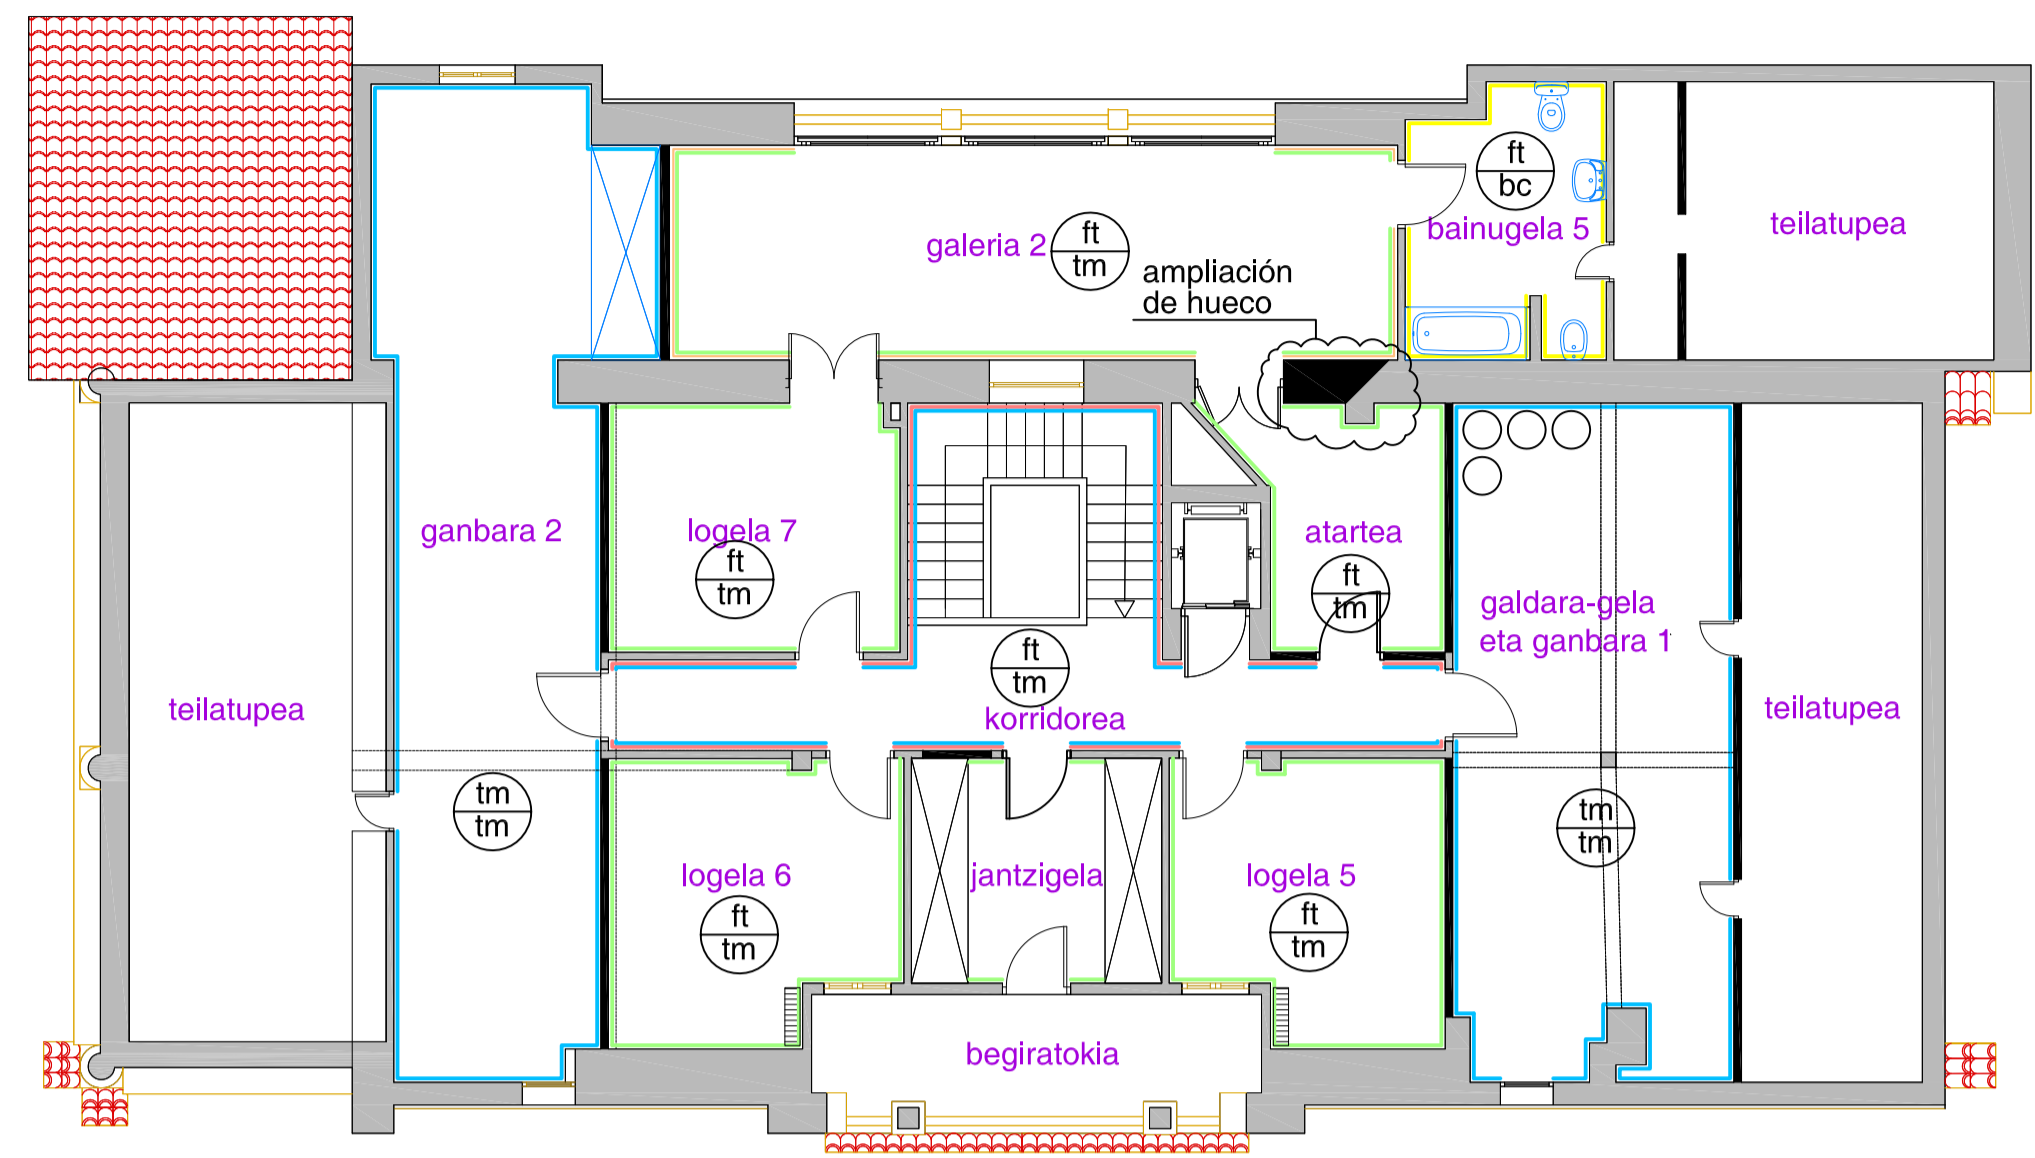 ft
bc
bainugela 5
teilatupea
galeria 2
ft
tm
ampliación
de hueco
ganbara 2
logela 7
ft
tm
atartea
ft
tm
galdara-gela
eta ganbara 1
ft
tm
korridorea
teilatupea
teilatupea
tm
tm
tm
tm
logela 6
ft
tm
jantzigela
logela 5
ft
tm
begiratokia